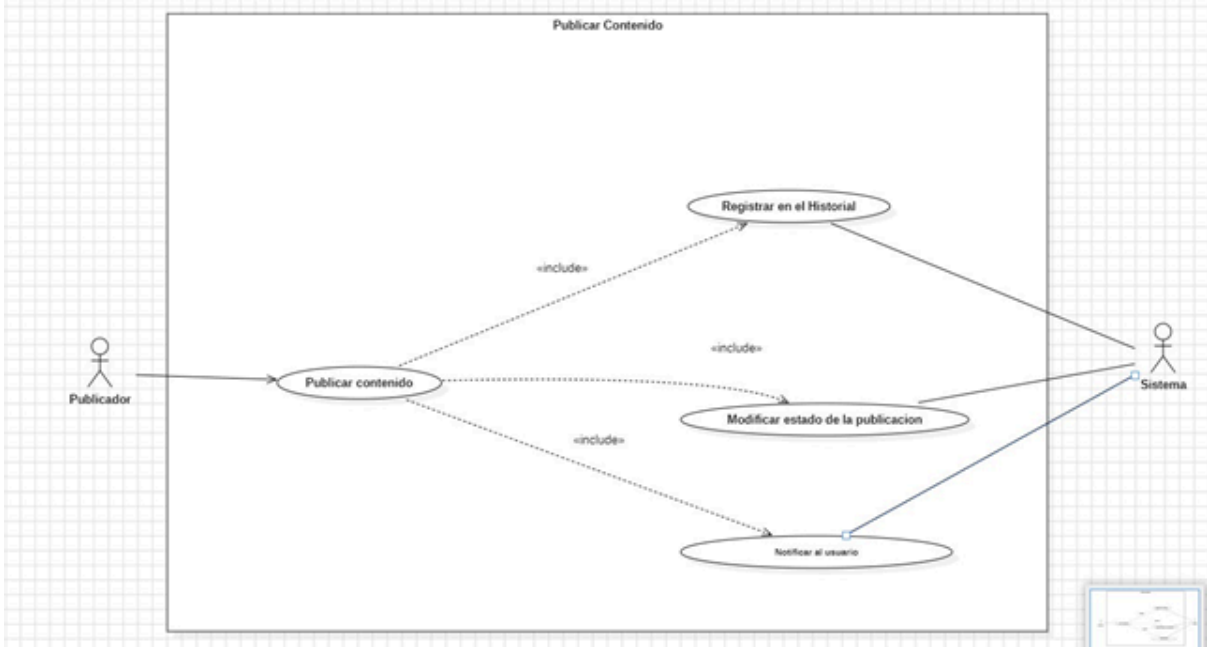 Publicar Contenido
Registrar en el Historial
«include»
«include»
Publicador
Publicar contenido
Sistema
Modificar estado de la publicacion
«include»
Notificar al usuario